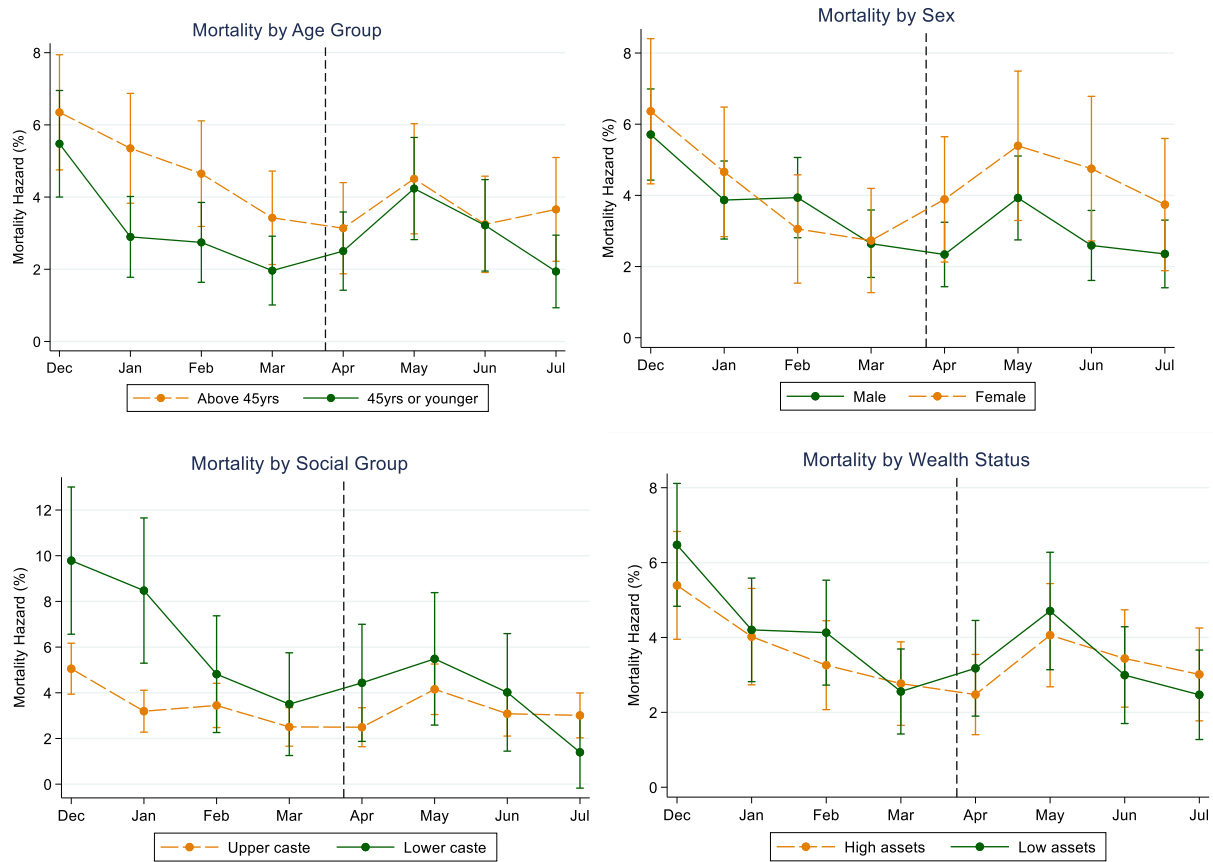 Mortality by Age Group
Mortality Hazard (%)
8
6
4
2
0
Dec Jan Feb Mar Apr May Jun Jul
Above 45yrs 45yrs or younger
Mortality by Sex
Mortality Hazard (%)
8
6
4
2
0
Dec Jan Feb Mar Apr May Jun Jul
Male Female
Mortality by Social Group
Mortality Hazard (%)
12
10
8
6
4
2
0
Dec Jan Feb Mar Apr May Jun Jul
Upper caste Lower caste
Mortality by Wealth Status
Mortality Hazard (%)
8
6
4
2
0
Dec Jan Feb Mar Apr May Jun Jul
High assets Low assets